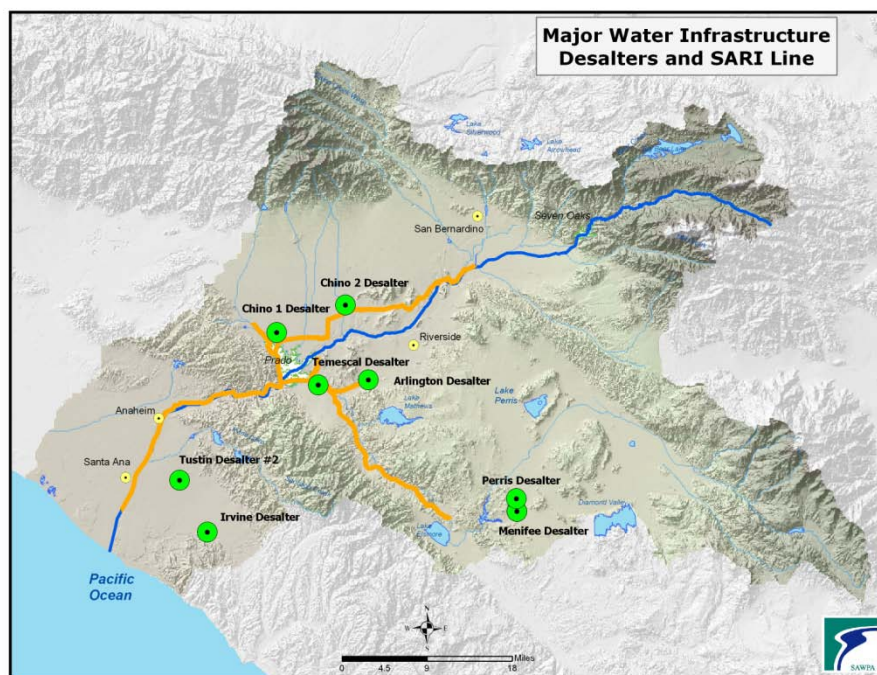 Major Water Infrastructure
Desalters and SARI Line
Lake
Silverwood
Lake
Arrowhead
San Bernardino
Seven Oaks
Chino 2 Desalter
Chino 1 Desalter
Riverside
Prado
Temescal Desalter
Arlington Desalter
Lake
Mathews
Lake
Perris
Anaheim
Santa Ana
Tustin Desalter #2
Perris Desalter
Diamond Valley
Irvine Desalter
Menifee Desalter
Lake
Elsinore
Pacific
Ocean
N
W
E
S
Miles
0
4.5
9
18
SAWPA